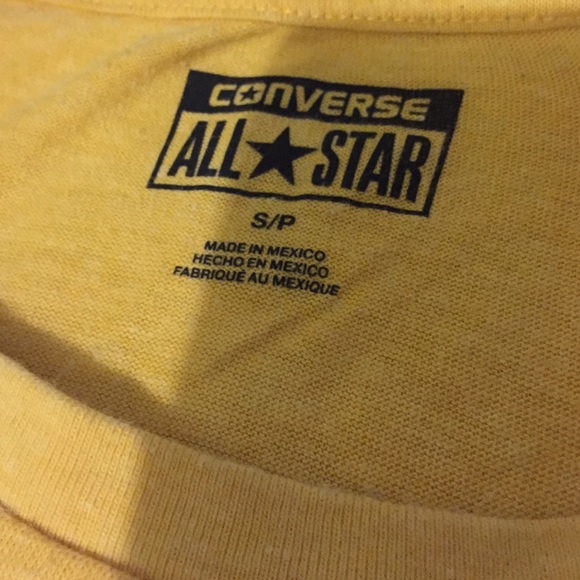 CONVERSE
ALL★STAR
S/P
MADE IN MEXICO
HECHO EN MEXICO
FABRIQUÉ AU MEXIQUE